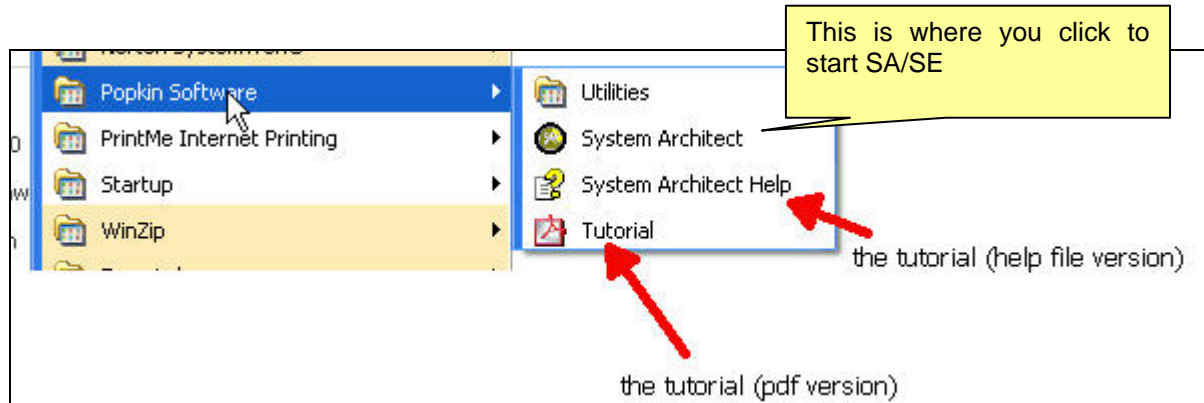 This is where you click to
start SA/SE
Popkin Software
PrintMe Internet Printing
Startup
WinZip
Utilities
System Architect
System Architect Help
Tutorial
the tutorial (help file version)
the tutorial (pdf version)